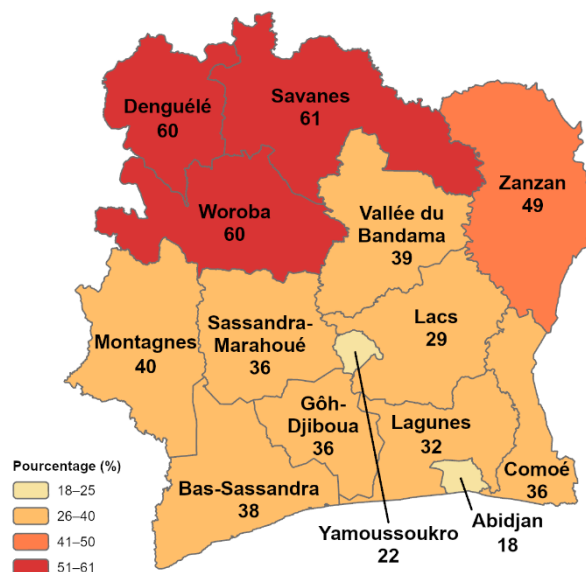 Denguélé
60
Savanes
61
Zanzan
49
Woroba
60
Vallée du
Bandama
39
Montagnes
40
Sassandra-
Marahoué
36
Lacs
29
Gôh-
Djiboua
36
Lagunes
32
Comoé
36
Bas-Sassandra
38
Yamoussoukro
22
Abidjan
18
Pourcentage (%)
18–25
26–40
41–50
51–61